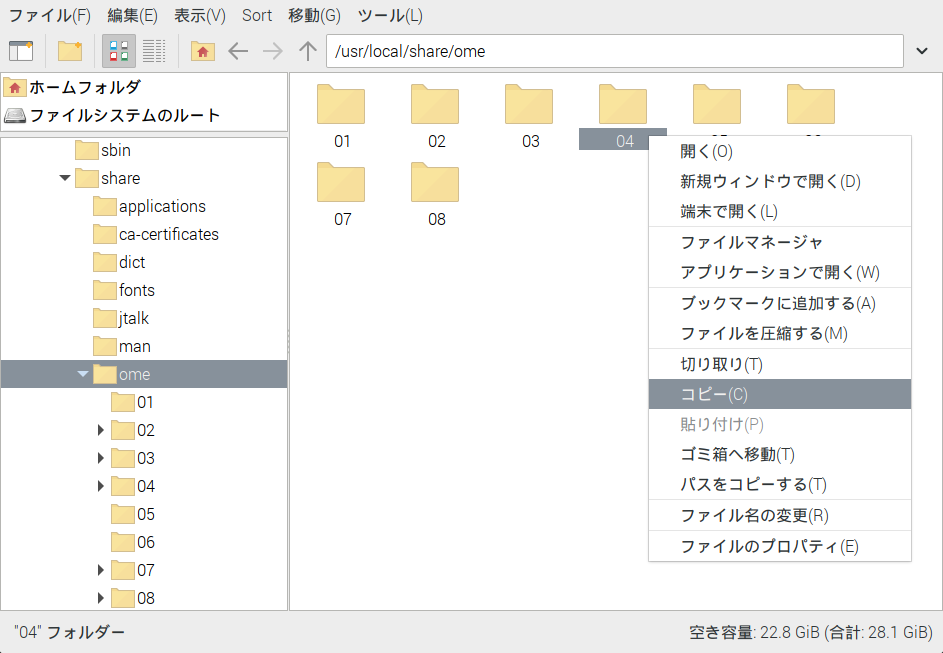 ファイル(F) 編集(E) 表示(V) Sort 移動(G) ツール(L)
/usr/local/share/ome
ホームフォルダ
ファイルシステムのルート
sbin
share
applications
ca-certificates
dict
fonts
jtalk
man
ome
01
02
03
04
05
06
07
08
01 02 03 04
07 08
開く(O)
新規ウィンドウで開く(D)
端末で開く(L)
ファイルマネージャ
アプリケーションで開く(W)
ブックマークに追加する(A)
ファイルを圧縮する(M)
切り取り(T)
コピー(C)
貼り付け(P)
ゴミ箱へ移動(T)
パスをコピーする(T)
ファイル名の変更(R)
ファイルのプロパティ(E)
"04" フォルダー
空き容量: 22.8 GiB (合計: 28.1 GiB)